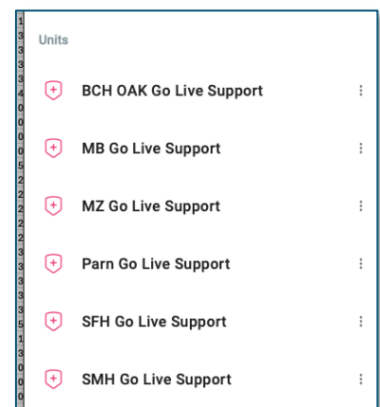 Units
BCH OAK Go Live Support
MB Go Live Support
MZ Go Live Support
Parn Go Live Support
SFH Go Live Support
SMH Go Live Support